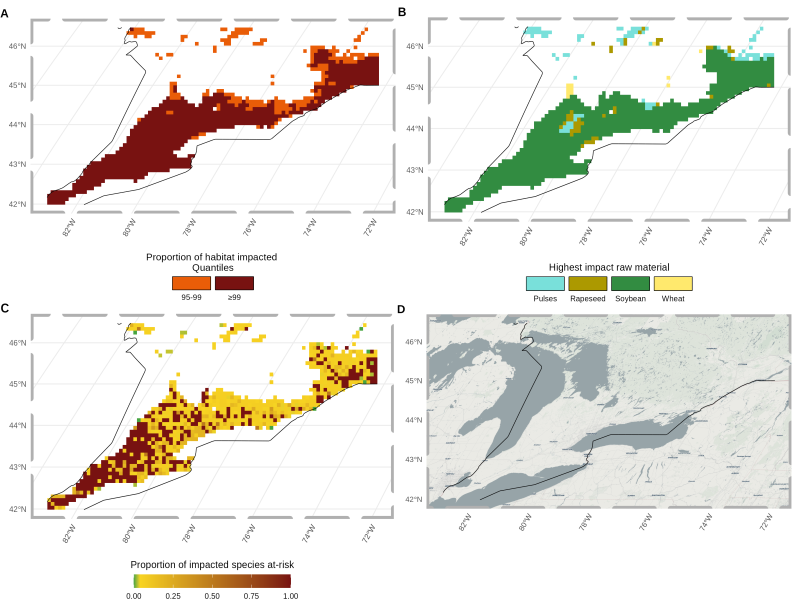 A
46°N
45°N
44°N
43°N
42°N
82°W
80°W
78°W
76°W
74°W
72°W
Proportion of habitat impacted
Quantiles
95-99
≥99
B
46°N
45°N
44°N
43°N
42°N
82°W
80°W
78°W
76°W
74°W
72°W
Highest impact raw material
Pulses
Rapeseed
Soybean
Wheat
C
46°N
45°N
44°N
43°N
42°N
82°W
80°W
78°W
76°W
74°W
72°W
Proportion of impacted species at-risk
0.00 0.25 0.50 0.75 1.00
D
46°N
45°N
44°N
43°N
42°N
82°W
80°W
78°W
76°W
74°W
72°W